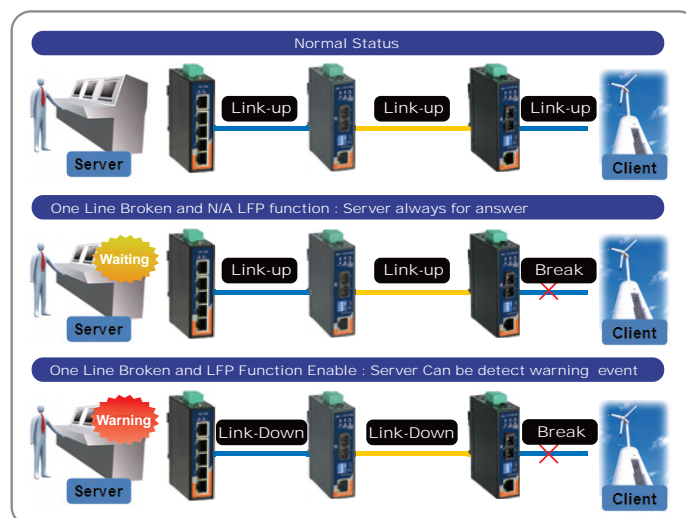 Normal Status
Link-up Link-up Link-up
Server Client
One Line Broken and N/A LFP function : Server always for answer
Waiting
Link-up Link-up Break
Server Client
One Line Broken and LFP Function Enable : Server Can be detect warning event
Warning
Link-Down Link-Down Break
Server Client